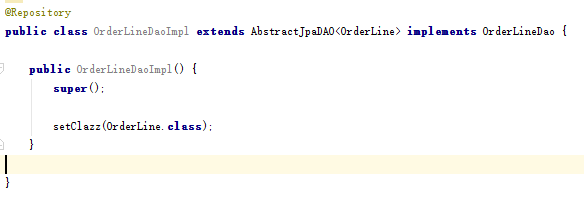 @Repository
public class OrderLineDaoImpl extends AbstractJpaDAO<OrderLine> implements OrderLineDao {
public OrderLineDaoImpl() {
super();
setClazz(OrderLine.class);
}
}